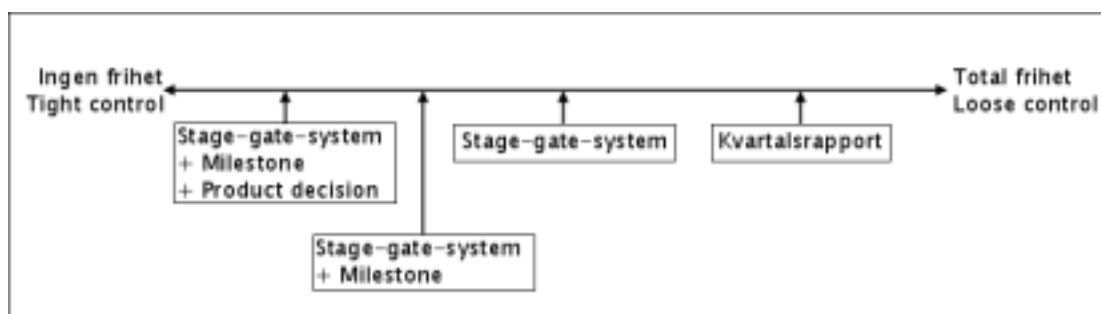 Ingen frihet
Tight control
Total frihet
Loose control
Stage-gate-system
+ Milestone
+ Product decision
Stage-gate-system
Kvartalsrapport
Stage-gate-system
+ Milestone